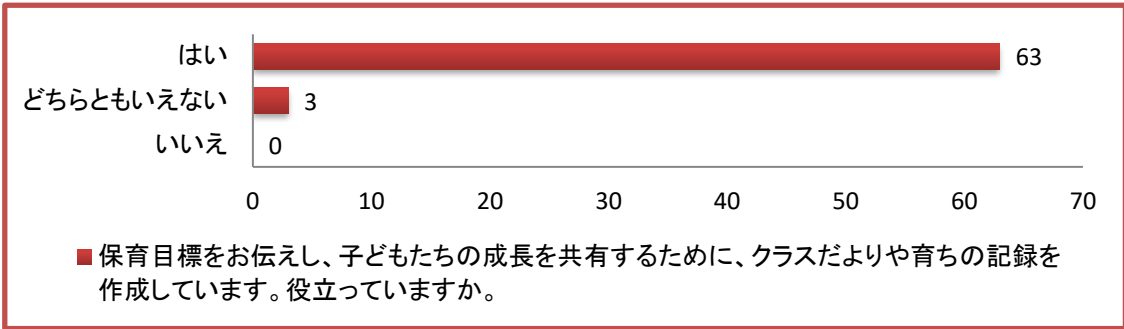 はい 63
どちらともいえない 3
いいえ 0
0 10 20 30 40 50 60 70
保育目標をお伝えし、子どもたちの成長を共有するために、クラスだよりや育ちの記録を
作成しています。役立っていますか。